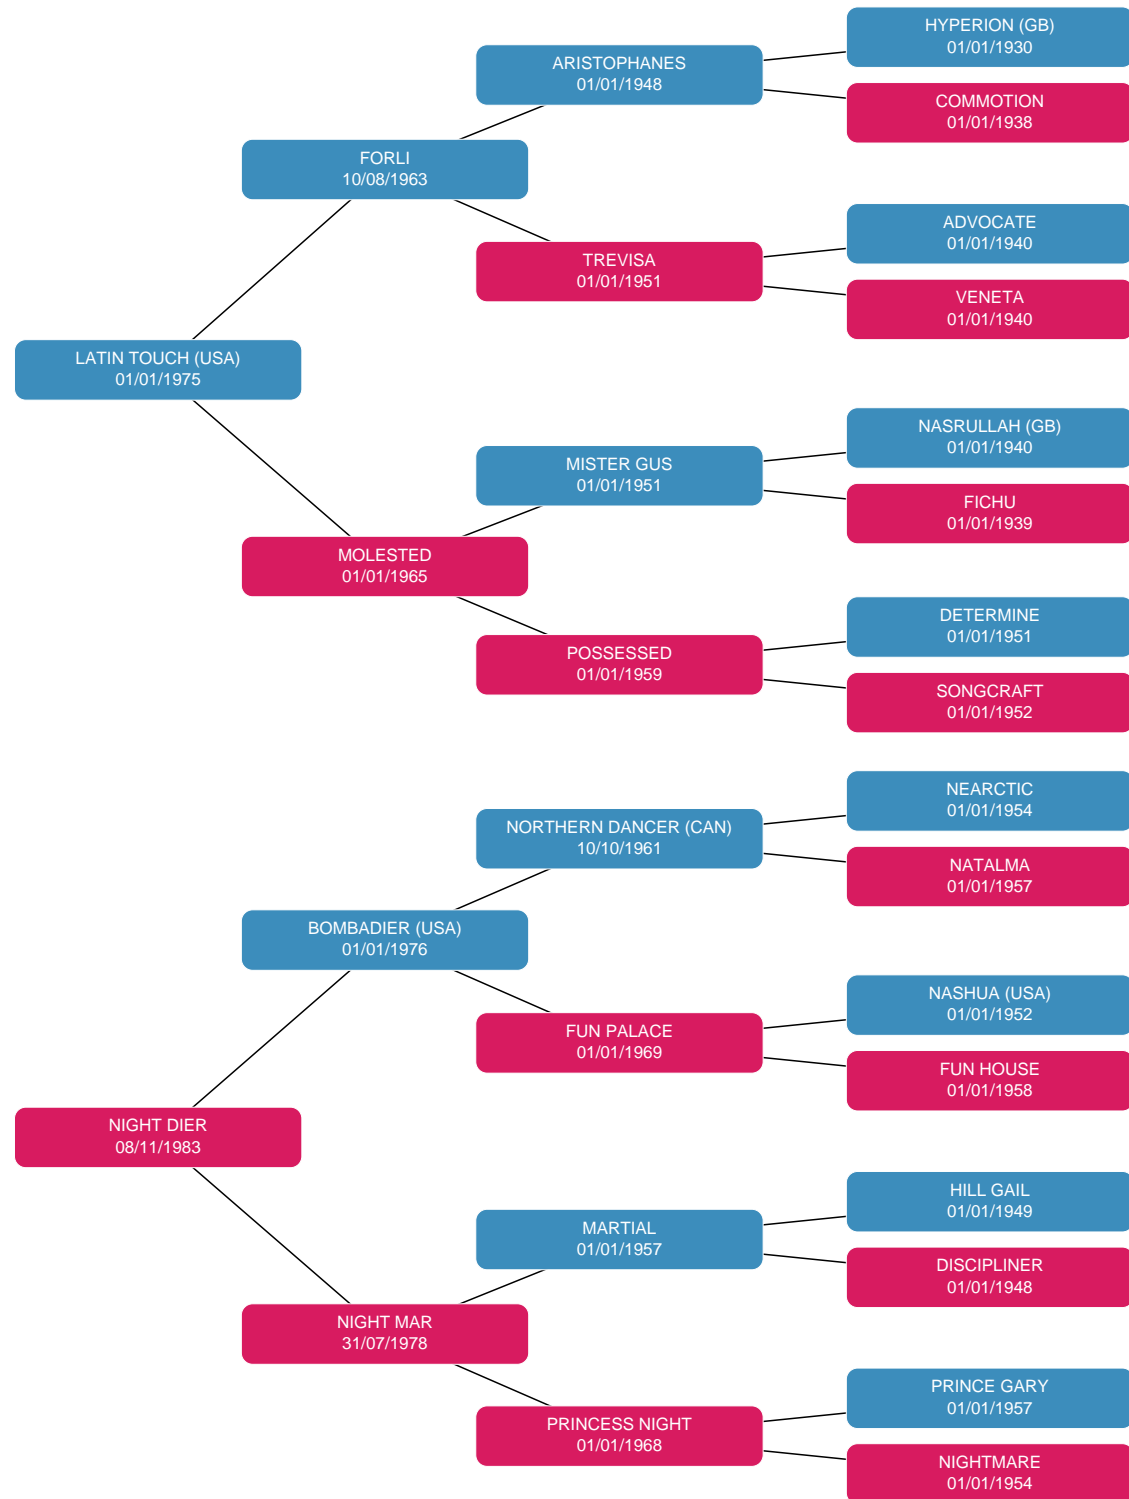 HYPERION (GB)
01/01/1930
ARISTOPHANES
01/01/1948
COMMOTION
01/01/1938
FORLI
10/08/1963
ADVOCATE
01/01/1940
TREVISA
01/01/1951
VENETA
01/01/1940
LATIN TOUCH (USA)
01/01/1975
NASRULLAH (GB)
01/01/1940
MISTER GUS
01/01/1951
FICHU
01/01/1939
MOLESTED
01/01/1965
DETERMINE
01/01/1951
POSSESSED
01/01/1959
SONGCRAFT
01/01/1952
NEARCTIC
01/01/1954
NORTHERN DANCER (CAN)
10/10/1961
NATALMA
01/01/1957
BOMBADIER (USA)
01/01/1976
NASHUA (USA)
01/01/1952
FUN PALACE
01/01/1969
FUN HOUSE
01/01/1958
NIGHT DIER
08/11/1983
HILL GAIL
01/01/1949
MARTIAL
01/01/1957
DISCIPLINER
01/01/1948
NIGHT MAR
31/07/1978
PRINCE GARY
01/01/1957
PRINCESS NIGHT
01/01/1968
NIGHTMARE
01/01/1954